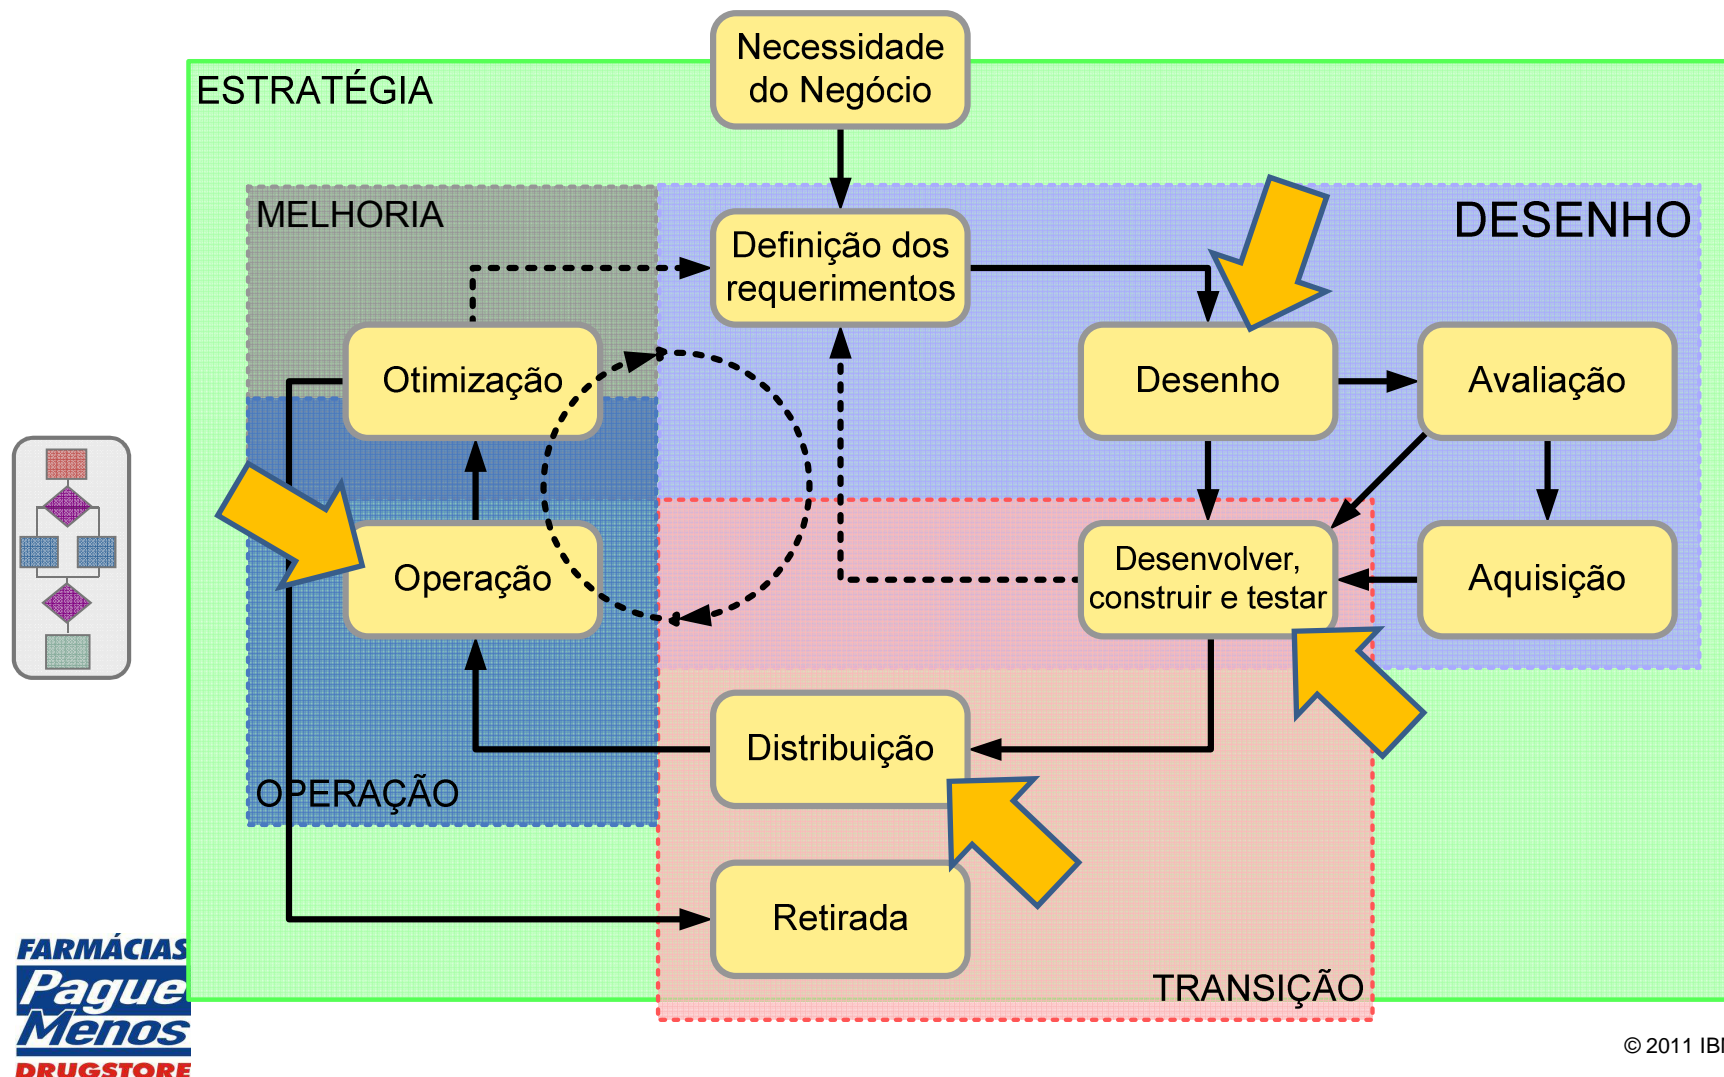 Necessidade
do Negócio
ESTRATÉGIA
MELHORIA
DESENHO
Definição dos
requerimentos
Otimização
Desenho
Avaliação
Operação
Desenvolver,
construir e testar
Aquisição
Distribuição
OPERAÇÃO
Retirada
TRANSIÇÃO
FARMÁCIAS
Pague
Menos
DRUGSTORE
© 2011 IB